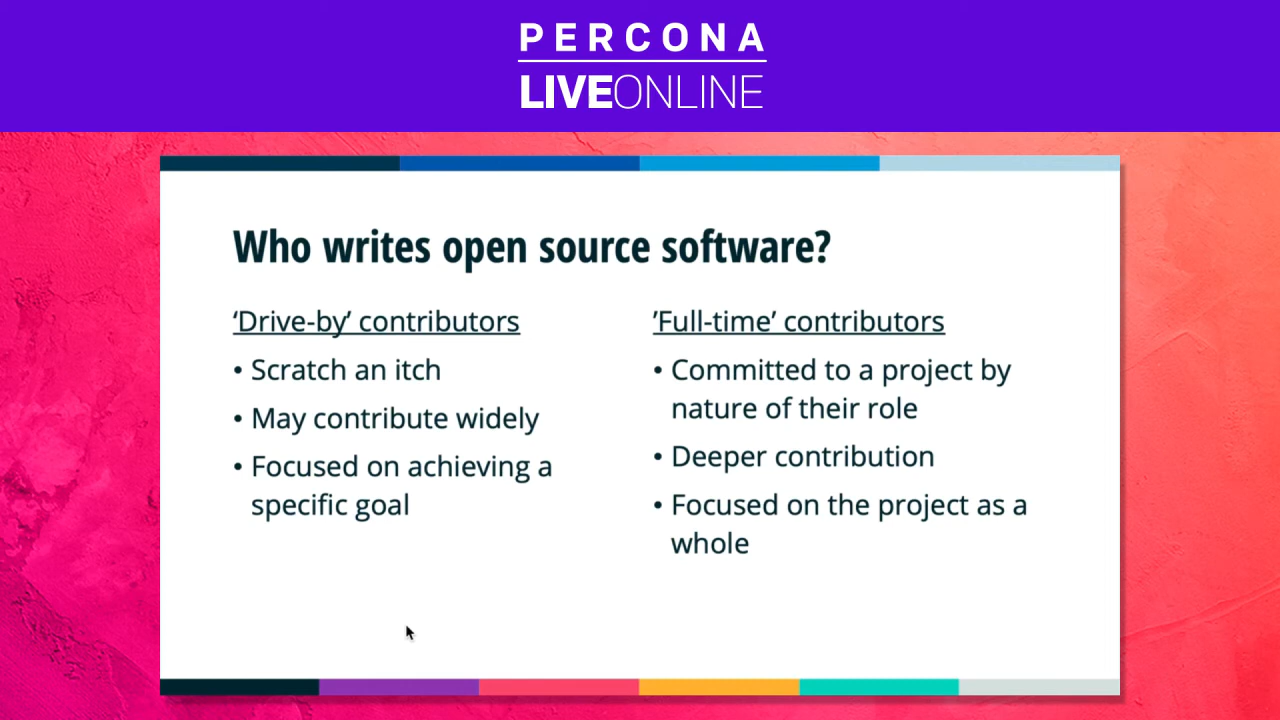 PERCONA
LIVEONLINE
Who writes open source software?
‘Drive-by’ contributors
• Scratch an itch
• May contribute widely
• Focused on achieving a
specific goal
’Full-time’ contributors
• Committed to a project by
nature of their role
• Deeper contribution
• Focused on the project as a
whole